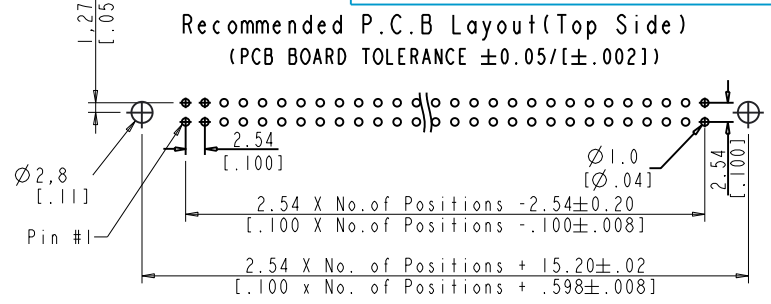 1,27
[.05
Recommended P.C.B Layout(Top Side)
(PCB BOARD TOLERANCE ±0.05/[±.002])
2.54
[.100]
Ø2,8
[.11]
Ø1.0
[Ø.04]
2.54
[.100]
Pin #1
2.54 X No.of Positions -2.54±0.20
[.100 X No.of Positions -.100±.008]
2.54 X No. of Positions + 15.20±.02
[.100 x No. of Positions + .598±.008]